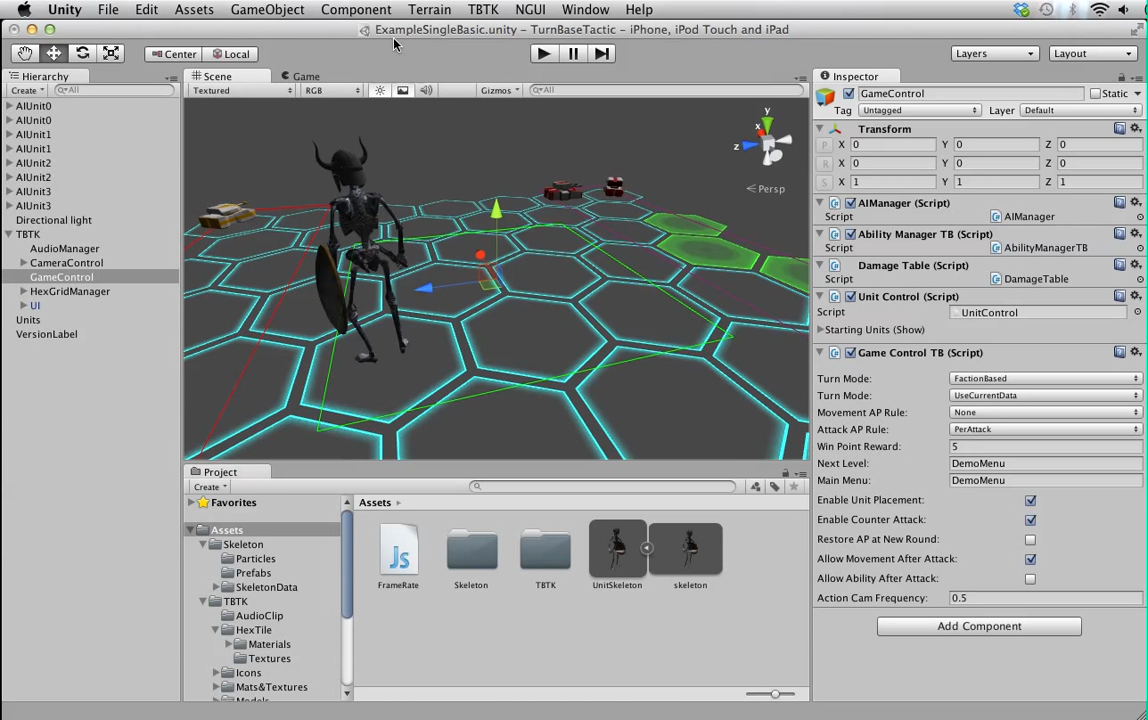 Unity File Edit Assets GameObject Component Terrain TBTK NGUI Window Help
ExampleSingleBasic.unity – TurnBaseTactic – iPhone, iPod Touch and iPad
Center Local Layers Layout
Hierarchy
Create All
AIUnit0
AIUnit0
AIUnit1
AIUnit1
AIUnit2
AIUnit2
AIUnit3
AIUnit3
Directional light
TBTK
AudioManager
CameraControl
GameControl
HexGridManager
UI
Units
VersionLabel
Scene Game
Textured RGB Gizmos All
y
x
z
Persp
Project
Create
Favorites
Assets
Skeleton
Particles
Prefabs
SkeletonData
TBTK
AudioClip
HexTile
Materials
Textures
Icons
Mats&Textures
Models
Assets
Js
FrameRate Skeleton TBTK UnitSkeleton skeleton
Inspector
GameControl Static
Tag Untagged Layer Default
Transform
P X 0 Y 0 Z 0
R X 0 Y 0 Z 0
S X 1 Y 1 Z 1
AIManager (Script)
Script AIManager
Ability Manager TB (Script)
Script AbilityManagerTB
Damage Table (Script)
Script DamageTable
Unit Control (Script)
Script UnitControl
Starting Units (Show)
Game Control TB (Script)
Turn Mode: FactionBased
Turn Mode: UseCurrentData
Movement AP Rule: None
Attack AP Rule: PerAttack
Win Point Reward: 5
Next Level: DemoMenu
Main Menu: DemoMenu
Enable Unit Placement:
Enable Counter Attack:
Restore AP at New Round:
Allow Movement After Attack:
Allow Ability After Attack:
Action Cam Frequency: 0.5
Add Component